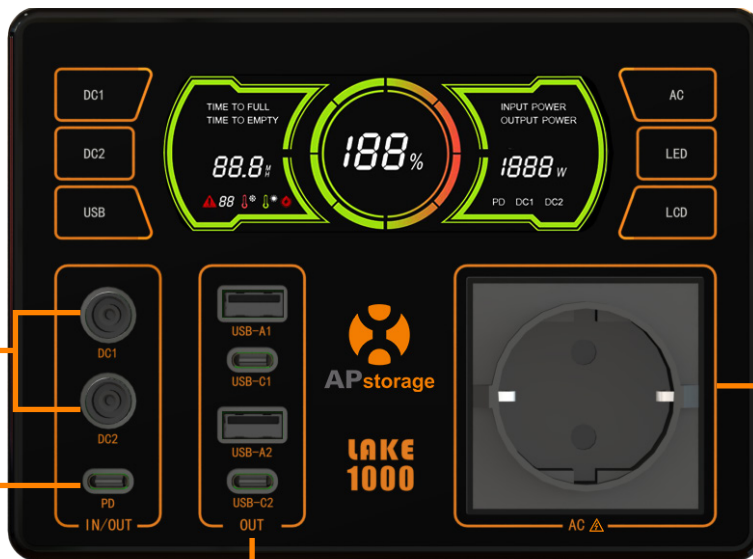 DC1
DC2
USB
TIME TO FULL
TIME TO EMPTY
88.8 M
H
88
188%
INPUT POWER
OUTPUT POWER
1888 W
PD DC1 DC2
AC
LED
LCD
DC1
DC2
PD
IN/OUT
USB-A1
USB-C1
USB-A2
USB-C2
OUT
APstorage
LAKE
1000
AC